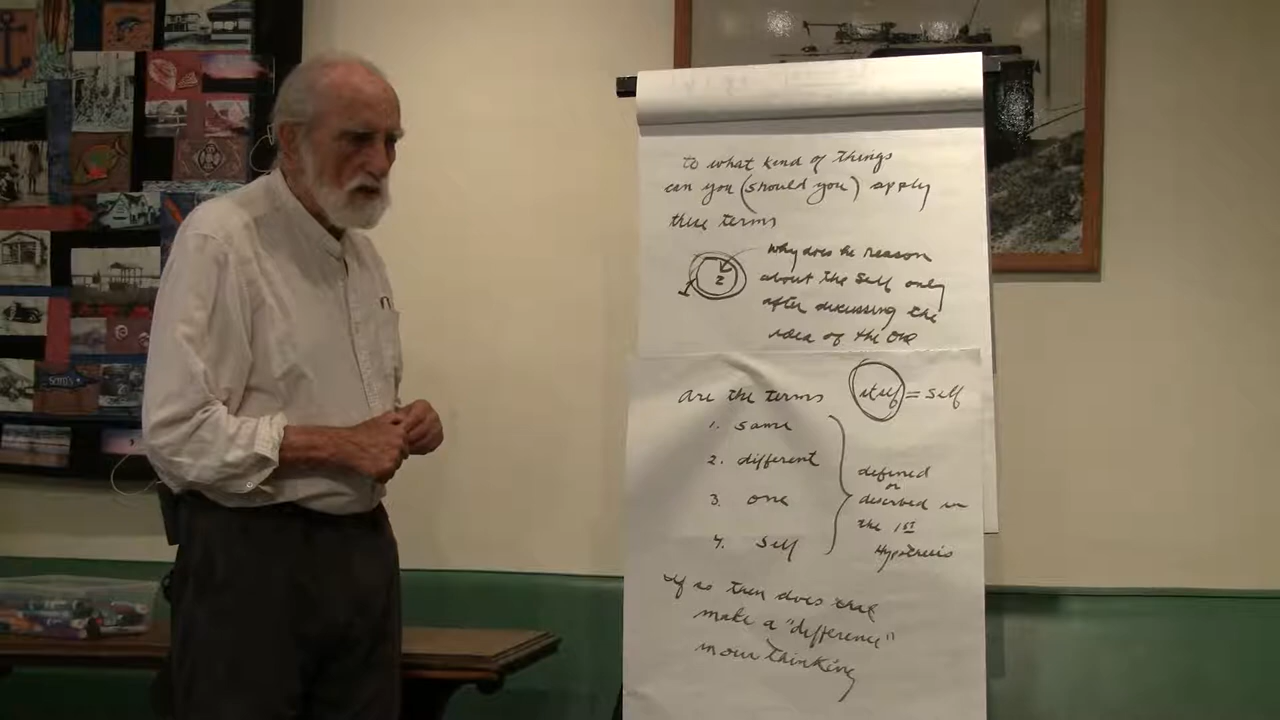 to what kind of things
can you (should you) apply
these terms
Why does he reason
about the Self only
after discussing the
idea of the One
1
2
are the terms
itself = Self
1. same
2. different
3. one
4. Self
defined
or
described in
the 1st
Hypothesis
If so then does that
make a "difference"
in our thinking